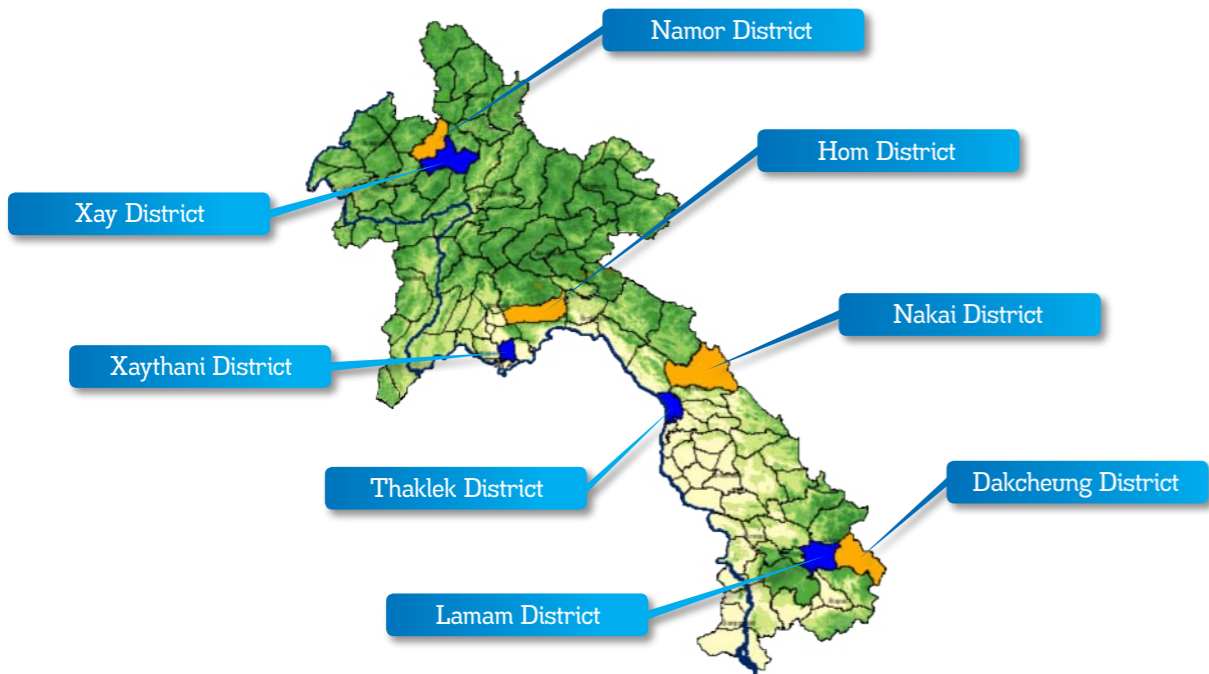 Namor District
Hom District
Xay District
Nakai District
Xaythani District
Thaklek District
Dakcheung District
Lamam District